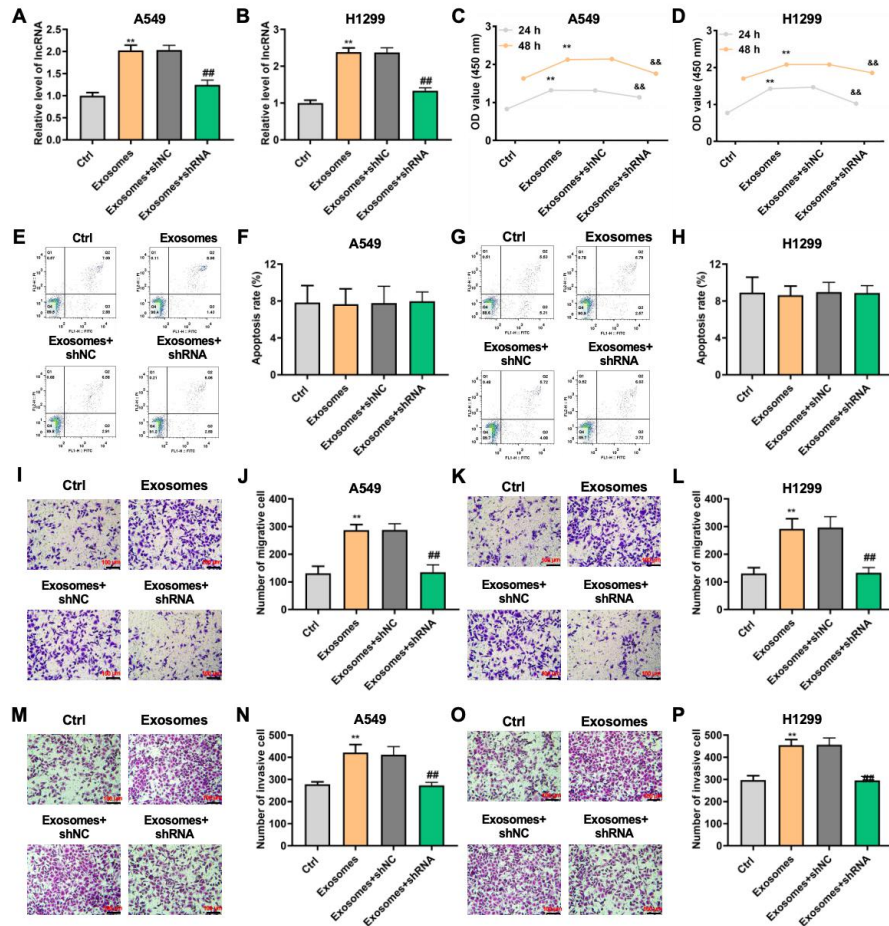 A
A549
Relative level of lncRNA
2.5
2.0
1.5
1.0
0.5
0.0
**
##
Ctrl
Exosomes
Exosomes+shNC
Exosomes+shRNA
B
H1299
Relative level of lncRNA
3
2
1
0
**
##
Ctrl
Exosomes
Exosomes+shNC
Exosomes+shRNA
C
A549
OD value (450 nm)
3
2
1
0
**
**
&&
&&
Ctrl
Exosomes
Exosomes+shNC
Exosomes+shRNA
D
H1299
OD value (450 nm)
3
2
1
0
24 h
48 h
**
**
&&
&&
Ctrl
Exosomes
Exosomes+shNC
Exosomes+shRNA
E
Ctrl
Exosomes
Exosomes+
shNC
Exosomes+
shRNA
F
A549
Apoptosis rate (%)
12
8
4
0
Ctrl
Exosomes
Exosomes+shNC
Exosomes+shRNA
G
Ctrl
Exosomes
Exosomes+
shNC
Exosomes+
shRNA
H
H1299
Apoptosis rate (%)
12
8
4
0
Ctrl
Exosomes
Exosomes+shNC
Exosomes+shRNA
I
Ctrl
Exosomes
Exosomes+
shNC
Exosomes+
shRNA
100 μm
J
A549
Number of migrative cell
400
300
200
100
0
**
##
Ctrl
Exosomes
Exosomes+shNC
Exosomes+shRNA
K
Ctrl
Exosomes
Exosomes+
shNC
Exosomes+
shRNA
L
H1299
Number of migrative cell
400
300
200
100
0
**
##
Ctrl
Exosomes
Exosomes+shNC
Exosomes+shRNA
M
Ctrl
Exosomes
Exosomes+
shNC
Exosomes+
shRNA
N
A549
Number of invasive cell
500
400
300
200
100
0
**
##
Ctrl
Exosomes
Exosomes+shNC
Exosomes+shRNA
O
Ctrl
Exosomes
Exosomes+
shNC
Exosomes+
shRNA
P
H1299
Number of invasive cell
500
400
300
200
100
0
**
##
Ctrl
Exosomes
Exosomes+shNC
Exosomes+shRNA